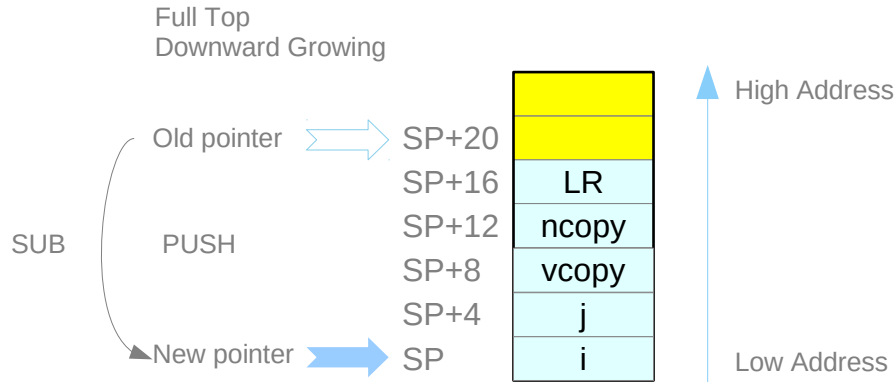 Full Top
Downward Growing
High Address
Old pointer
SP+20
SP+16
LR
SP+12
ncopy
SUB
PUSH
SP+8
vcopy
SP+4
j
New pointer
SP
i
Low Address